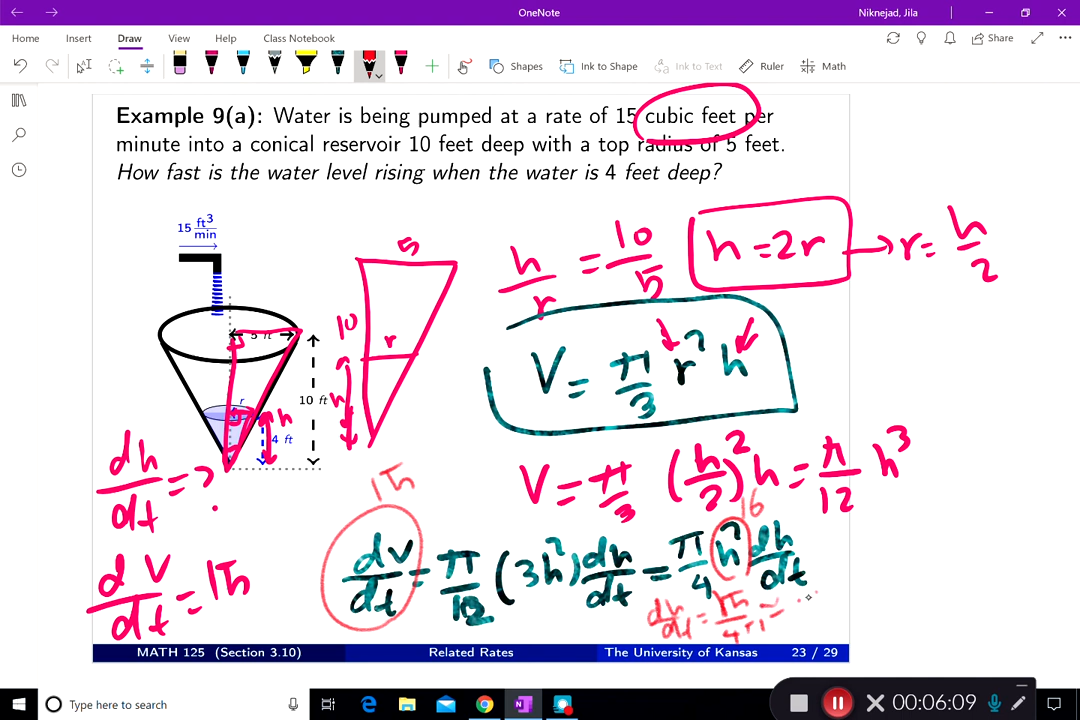 OneNote
Niknejad, Jila
Home Insert Draw View Help Class Notebook
Share
Shapes Ink to Shape Ink to Text Ruler Math
Example 9(a): Water is being pumped at a rate of 15 cubic feet per
minute into a conical reservoir 10 feet deep with a top radius of 5 feet.
How fast is the water level rising when the water is 4 feet deep?
15 ft³/min
5 ft
10 ft
r
h
4 ft
5
10
r
h
h/r = 10/5
h = 2r → r = h/2
V = π/3 r² h
V = π/3 (h/2)² h = π/12 h³
dh/dt = ?
dV/dt = 15
15
16
dV/dt = π/12 (3h²) dh/dt = π/4 h² dh/dt
MATH 125 (Section 3.10) Related Rates The University of Kansas 23 / 29
Type here to search
00:06:09